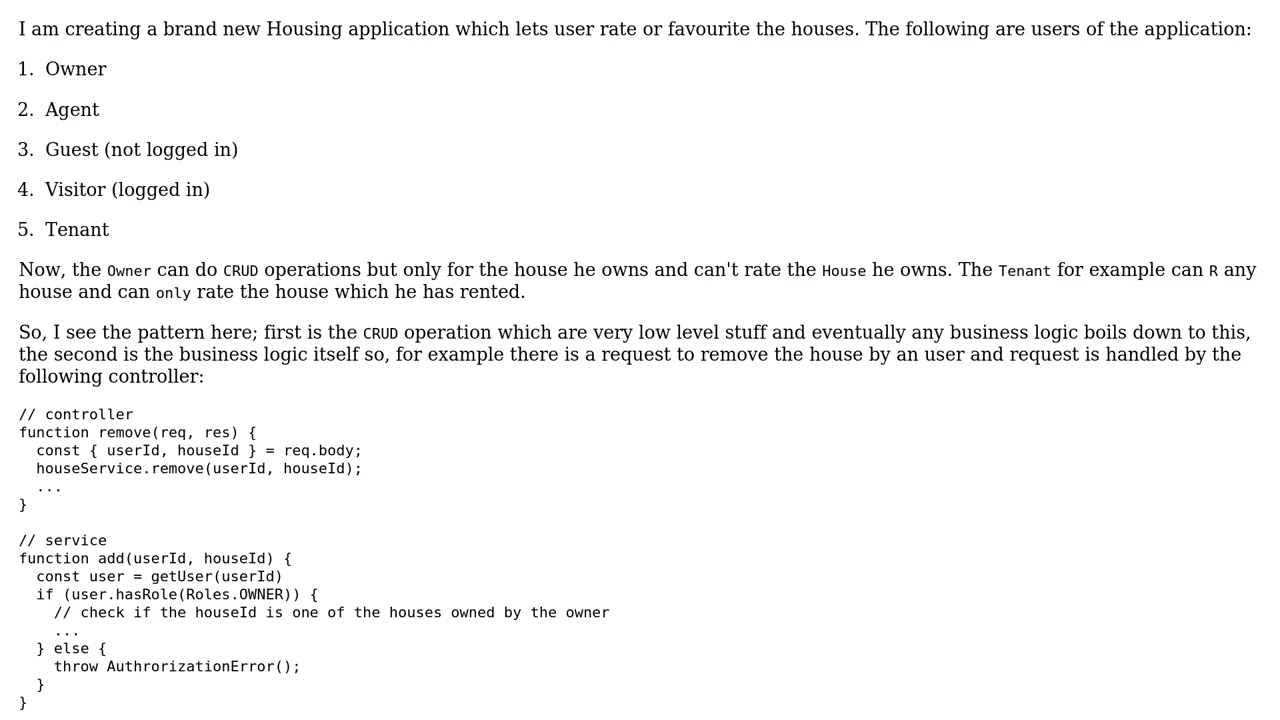 I am creating a brand new Housing application which lets user rate or favourite the houses. The following are users of the application:
1. Owner
2. Agent
3. Guest (not logged in)
4. Visitor (logged in)
5. Tenant
Now, the Owner can do CRUD operations but only for the house he owns and can't rate the House he owns. The Tenant for example can R any
house and can only rate the house which he has rented.
So, I see the pattern here; first is the CRUD operation which are very low level stuff and eventually any business logic boils down to this,
the second is the business logic itself so, for example there is a request to remove the house by an user and request is handled by the
following controller:
// controller
function remove(req, res) {
  const { userId, houseId } = req.body;
  houseService.remove(userId, houseId);
  ...
}
// service
function add(userId, houseId) {
  const user = getUser(userId)
  if (user.hasRole(Roles.OWNER)) {
    // check if the houseId is one of the houses owned by the owner
    ...
  } else {
    throw AuthrorizationError();
  }
}